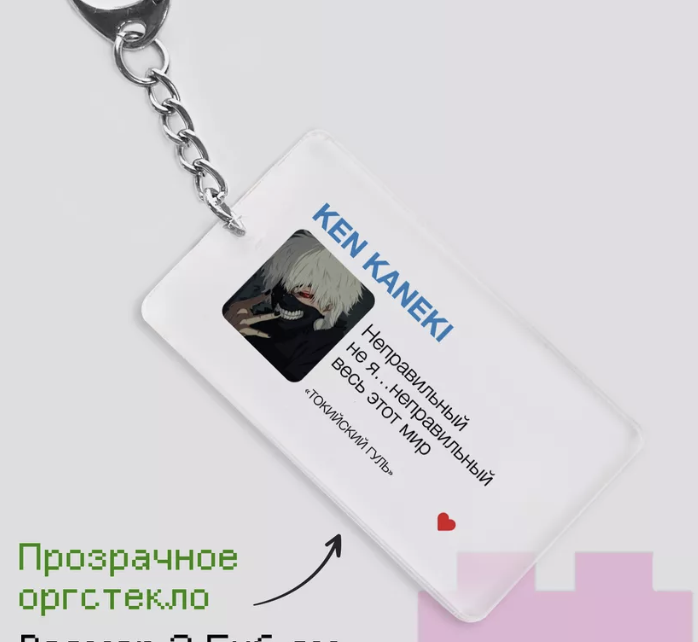 KEN KANEKI
Неправильный
не я...неправильный
весь этот мир
«ТОКИЙСКИЙ ГУЛЬ»
Прозрачное
оргстекло